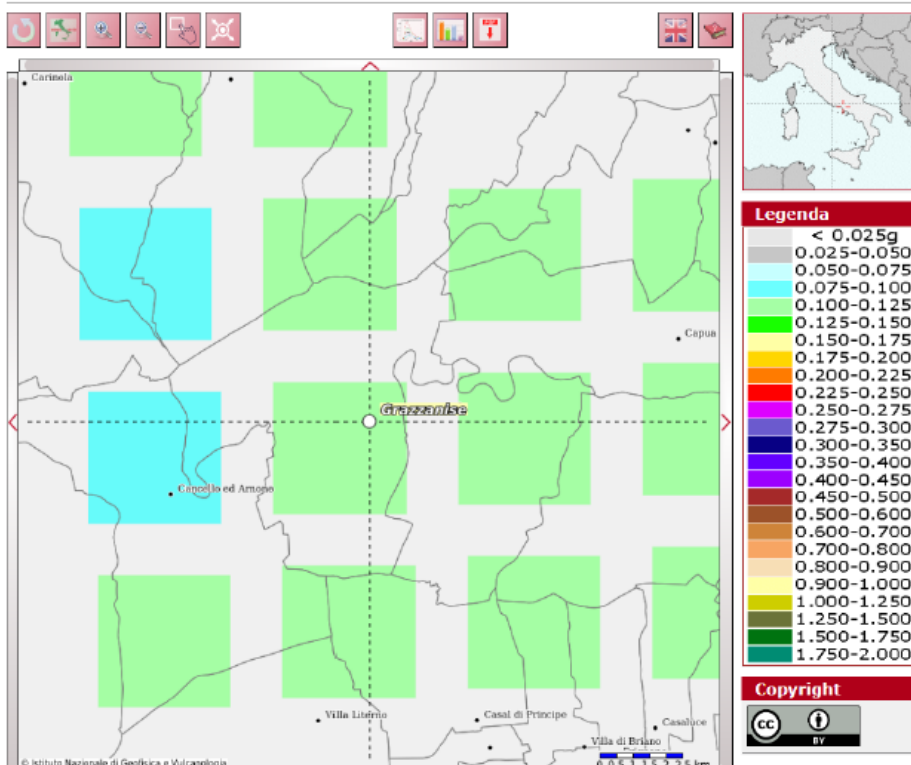 Carinola
Capua
Grazzanise
Cancello ed Arnone
Villa Literno
Casal di Principe
Casaluce
Villa di Briano
© Istituto Nazionale di Geofisica e Vulcanologia
Legenda
< 0.025g
0.025-0.050
0.050-0.075
0.075-0.100
0.100-0.125
0.125-0.150
0.150-0.175
0.175-0.200
0.200-0.225
0.225-0.250
0.250-0.275
0.275-0.300
0.300-0.350
0.350-0.400
0.400-0.450
0.450-0.500
0.500-0.600
0.600-0.700
0.700-0.800
0.800-0.900
0.900-1.000
1.000-1.250
1.250-1.500
1.500-1.750
1.750-2.000
Copyright
cc
BY